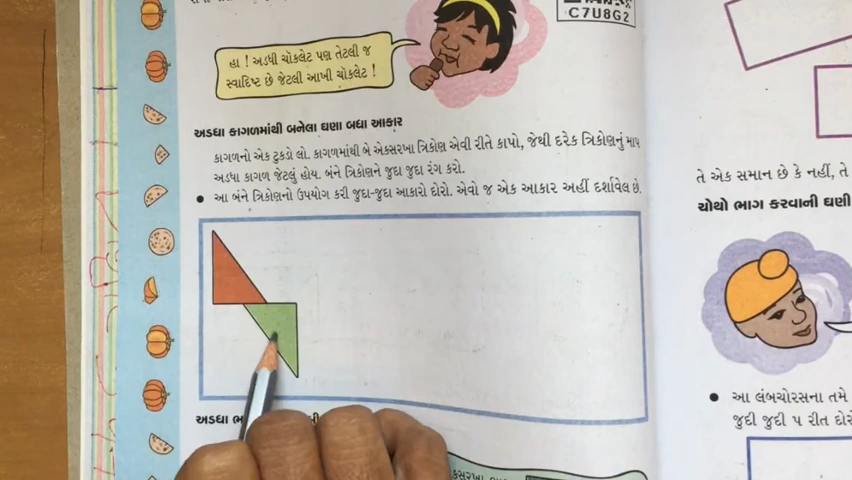 C7U8G2
હા ! અડધી ચૉકલેટ પણ તેટલી જ
સ્વાદિષ્ટ છે જેટલી આખી ચૉકલેટ !
અડધા કાગળમાંથી બનેલા ઘણા બધા આકાર
કાગળનો એક ટુકડો લો. કાગળમાંથી બે એકસરખા ત્રિકોણ એવી રીતે કાપો, જેથી દરેક ત્રિકોણનું માપ
અડધા કાગળ જેટલું હોય. બંને ત્રિકોણને જુદા જુદા રંગ કરો.
● આ બંને ત્રિકોણનો ઉપયોગ કરી જુદા-જુદા આકારો દોરો. એવો જ એક આકાર અહીં દર્શાવેલ છે.
અડધા
તે એક સમાન છે કે નહીં, તે
ચોથો ભાગ કરવાની ઘણી
● આ લંબચોરસના તમે
જુદી જુદી ૫ રીત